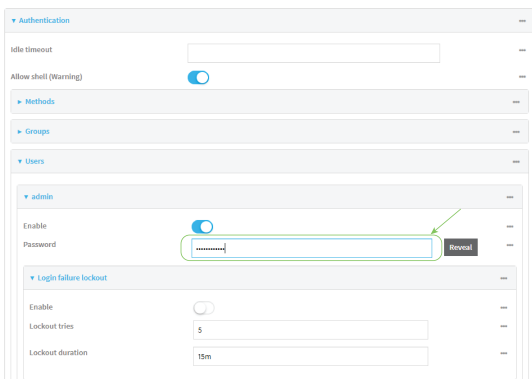 Authentication
Idle timeout
Allow shell (Warning)
Methods
Groups
Users
admin
Enable
Password ············ Reveal
Login failure lockout
Enable
Lockout tries 5
Lockout duration 15m